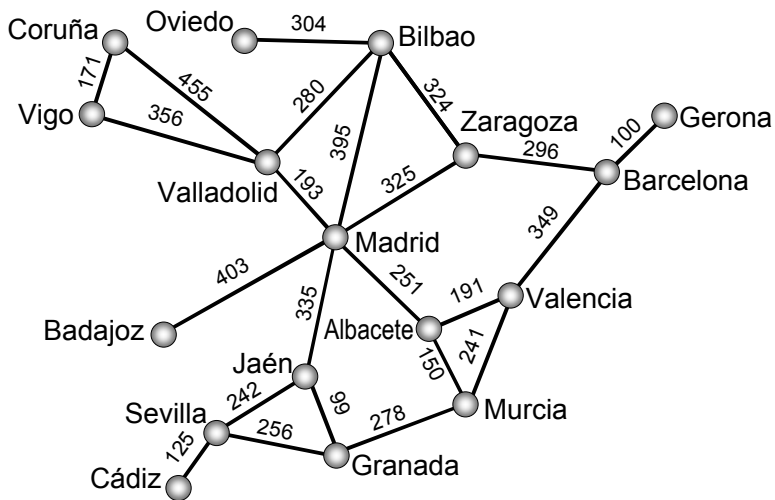 Coruña
Oviedo
304
Bilbao
171
455
280
324
Vigo
356
395
Zaragoza
100
Gerona
296
Valladolid
193
325
Barcelona
349
Madrid
403
251
191
Valencia
335
Badajoz
Albacete
241
150
Jaén
242
99
Murcia
Sevilla
278
125
256
Granada
Cádiz